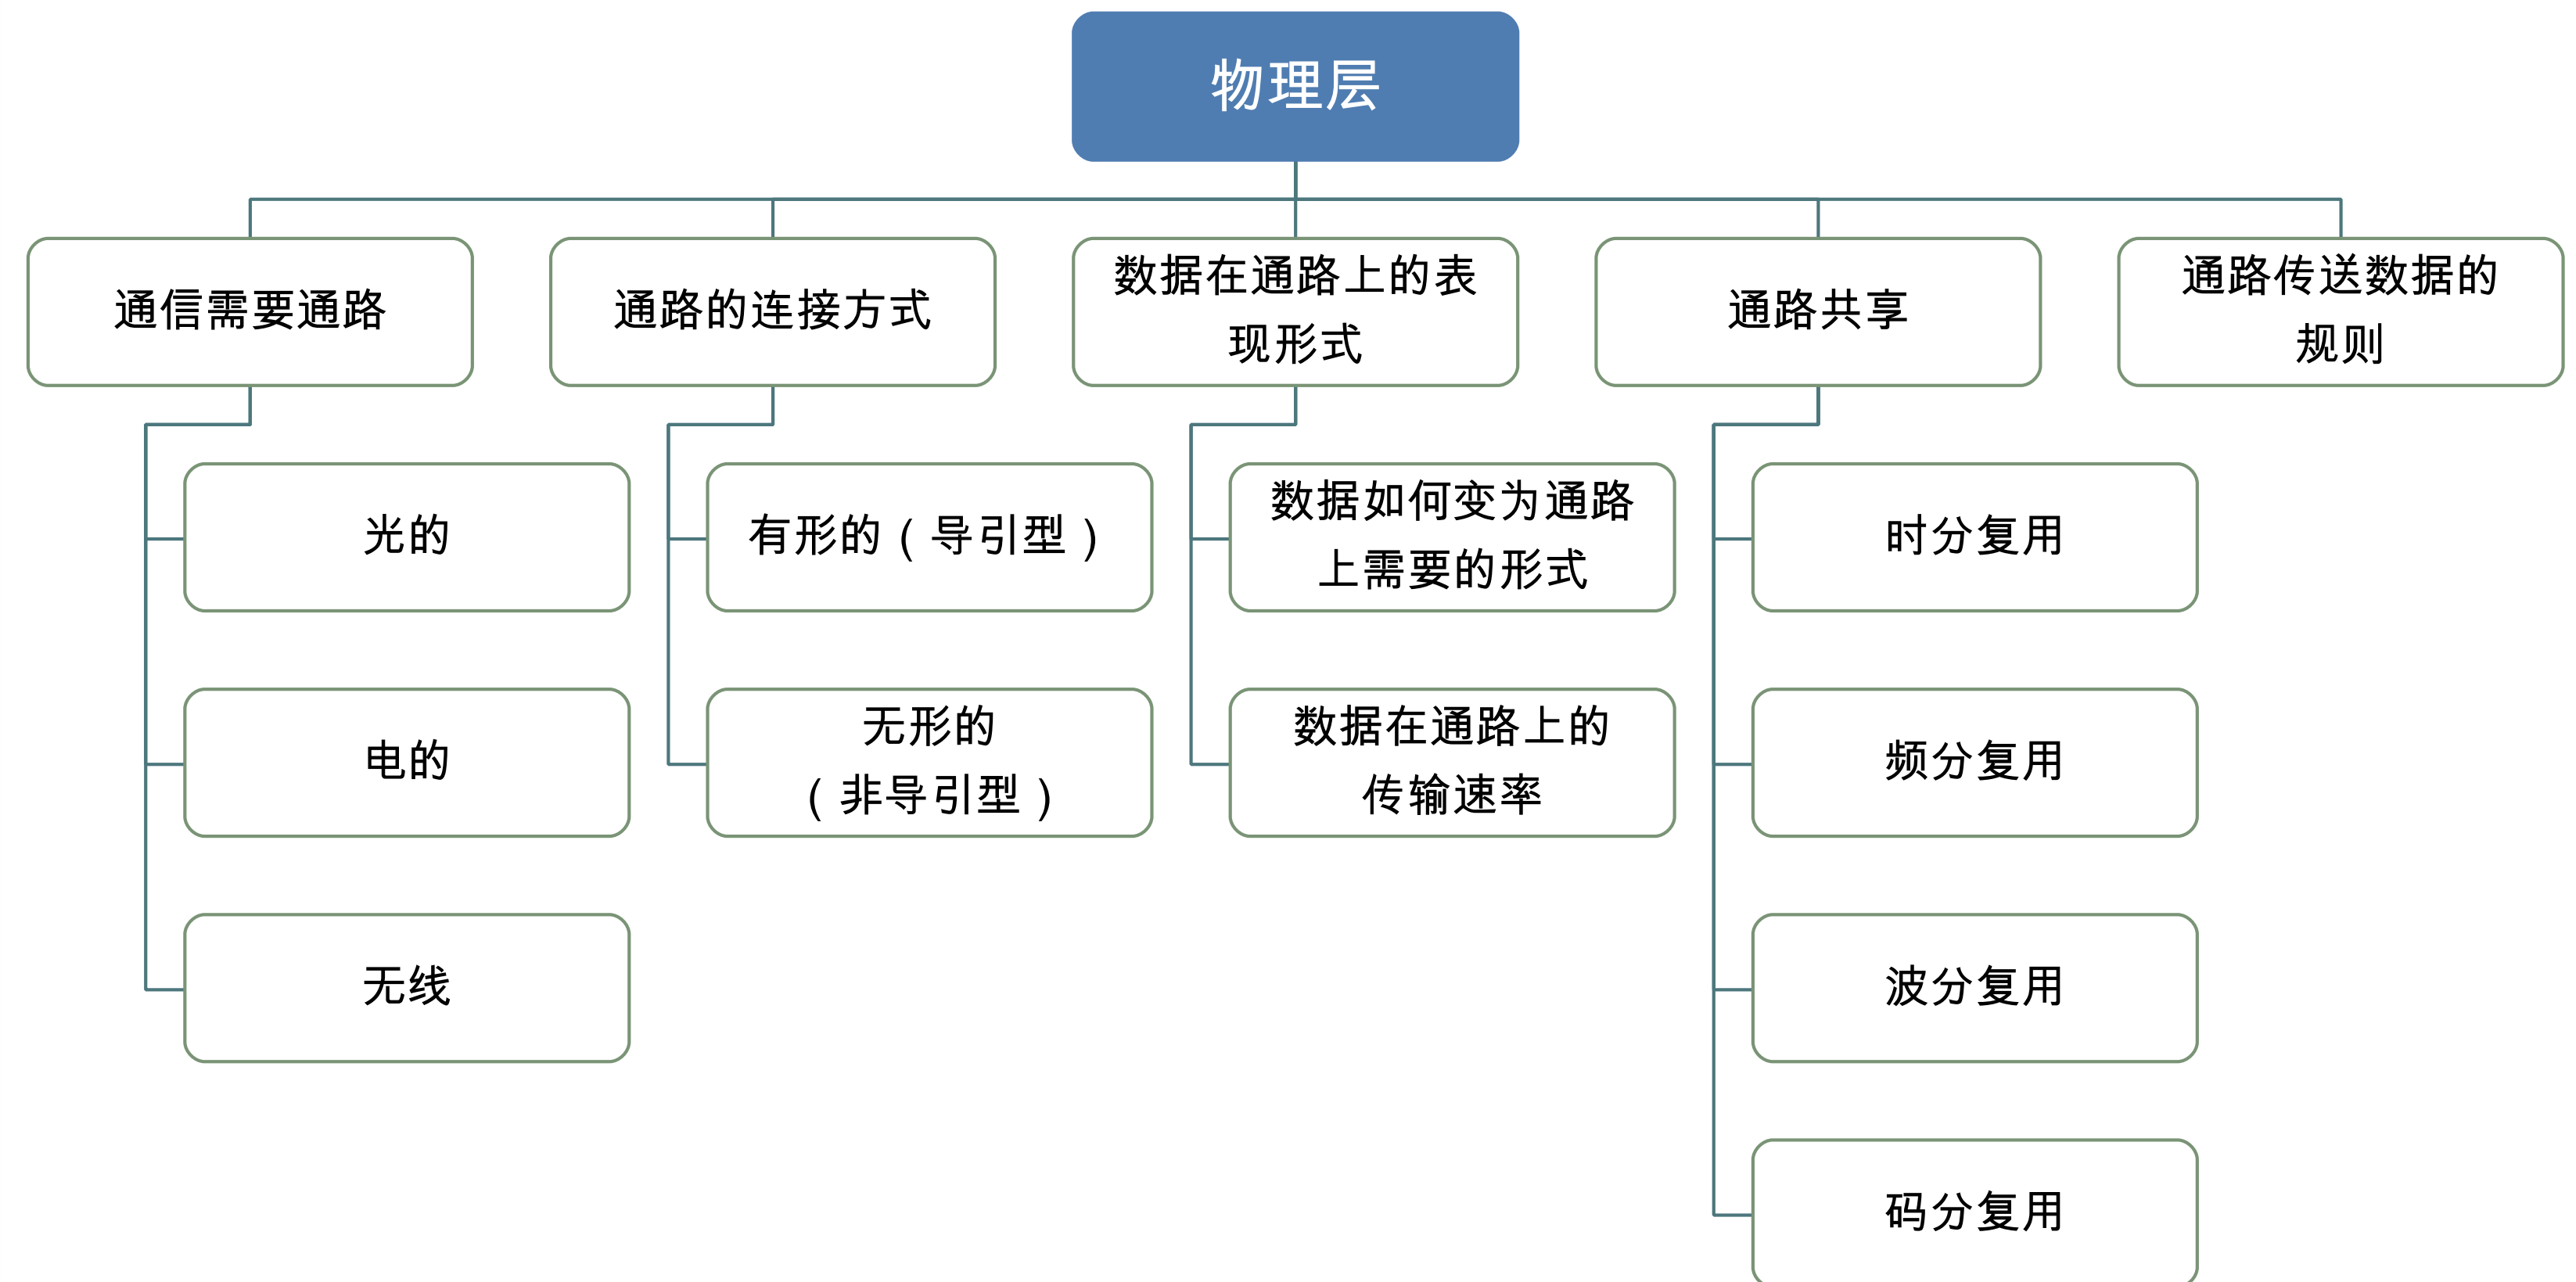 物理层
通信需要通路
通路的连接方式
数据在通路上的表
现形式
通路共享
通路传送数据的
规则
光的
电的
无线
有形的（导引型）
无形的
（非导引型）
数据如何变为通路
上需要的形式
数据在通路上的
传输速率
时分复用
频分复用
波分复用
码分复用